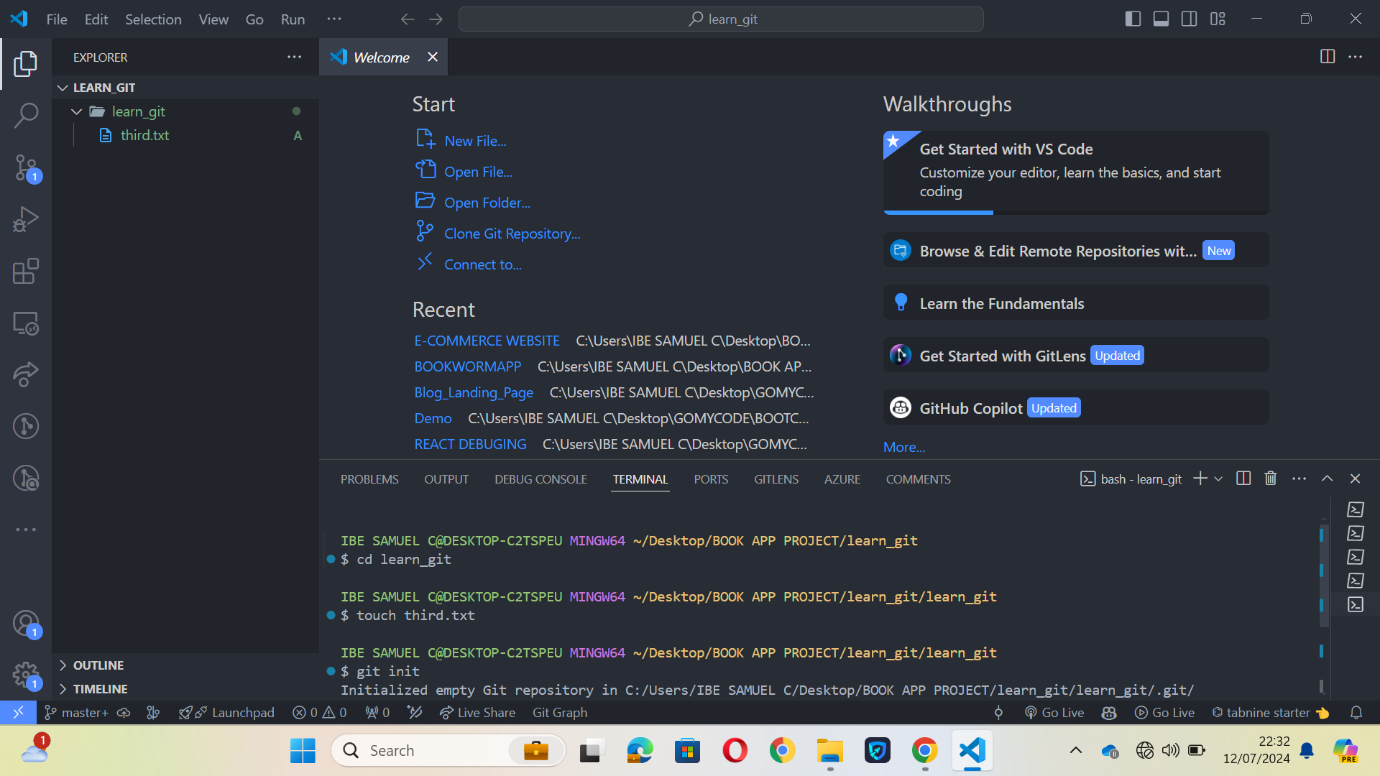 File Edit Selection View Go Run ···
learn_git
EXPLORER
LEARN_GIT
learn_git
third.txt A
1
1
1
OUTLINE
TIMELINE
Welcome
Start
New File...
Open File...
Open Folder...
Clone Git Repository...
Connect to...
Recent
E-COMMERCE WEBSITE C:\Users\IBE SAMUEL C\Desktop\BO...
BOOKWORMAPP C:\Users\IBE SAMUEL C\Desktop\BOOK AP...
Blog_Landing_Page C:\Users\IBE SAMUEL C\Desktop\GOMYC...
Demo C:\Users\IBE SAMUEL C\Desktop\GOMYCODE\BOOTC...
REACT DEBUGING C:\Users\IBE SAMUEL C\Desktop\GOMYC...
Walkthroughs
Get Started with VS Code
Customize your editor, learn the basics, and start
coding
Browse & Edit Remote Repositories wit... New
Learn the Fundamentals
Get Started with GitLens Updated
GitHub Copilot Updated
More...
PROBLEMS OUTPUT DEBUG CONSOLE TERMINAL PORTS GITLENS AZURE COMMENTS
bash - learn_git
IBE SAMUEL C@DESKTOP-C2TSPEU MINGW64 ~/Desktop/BOOK APP PROJECT/learn_git
$ cd learn_git
IBE SAMUEL C@DESKTOP-C2TSPEU MINGW64 ~/Desktop/BOOK APP PROJECT/learn_git/learn_git
$ touch third.txt
IBE SAMUEL C@DESKTOP-C2TSPEU MINGW64 ~/Desktop/BOOK APP PROJECT/learn_git/learn_git
$ git init
Initialized empty Git repository in C:/Users/IBE SAMUEL C/Desktop/BOOK APP PROJECT/learn_git/learn_git/.git/
master+ Launchpad 0 0 0 Live Share Git Graph Go Live Go Live tabnine starter
1
Search
22:32
12/07/2024
PRE